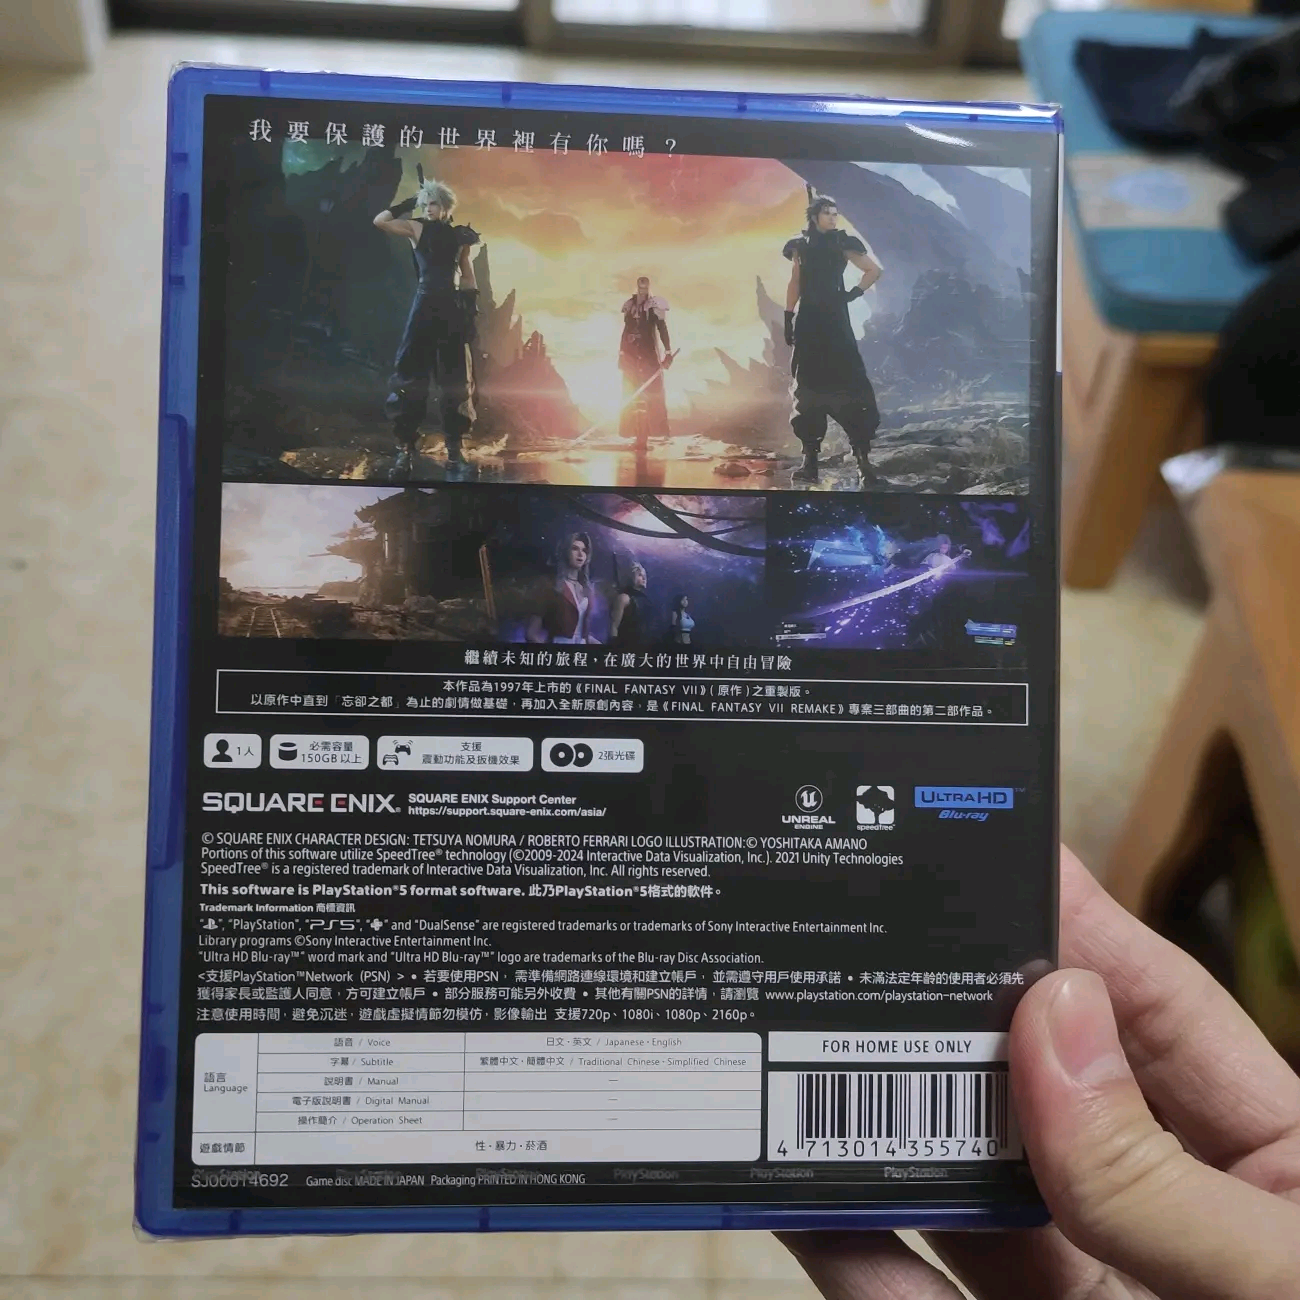 我要保護的世界裡有你嗎？
繼續未知的旅程，在廣大的世界中自由冒險
本作品為1997年上市的《FINAL FANTASY VII》（原作）之重製版。
以原作中直到「忘卻之都」為止的劇情做基礎，再加入全新原創內容，是《FINAL FANTASY VII REMAKE》專案三部曲的第二部作品。
1人
必需容量
150GB 以上
支援
震動功能及扳機效果
2張光碟
SQUARE ENIX®
SQUARE ENIX Support Center
https://support.square-enix.com/asia/
UNREAL
ENGINE
speedtree®
ULTRA HD
Blu-ray™
© SQUARE ENIX CHARACTER DESIGN: TETSUYA NOMURA / ROBERTO FERRARI LOGO ILLUSTRATION:© YOSHITAKA AMANO
Portions of this software utilize SpeedTree® technology (©2009-2024 Interactive Data Visualization, Inc.). 2021 Unity Technologies
SpeedTree® is a registered trademark of Interactive Data Visualization, Inc. All rights reserved.
This software is PlayStation®5 format software. 此乃PlayStation®5格式的軟件。
Trademark Information 商標資訊
"PS", "PlayStation", "PS5", and "DualSense" are registered trademarks or trademarks of Sony Interactive Entertainment Inc.
Library programs ©Sony Interactive Entertainment Inc.
"Ultra HD Blu-ray™" word mark and "Ultra HD Blu-ray™" logo are trademarks of the Blu-ray Disc Association.
<支援PlayStation™Network (PSN) > • 若要使用PSN，需準備網路連線環境和建立帳戶，並需遵守用戶使用承諾 • 未滿法定年齡的使用者必須先
獲得家長或監護人同意，方可建立帳戶 • 部分服務可能另外收費 • 其他有關PSN的詳情，請瀏覽 www.playstation.com/playstation-network
注意使用時間，避免沉迷，遊戲虛擬情節勿模仿，影像輸出 支援720p、1080i、1080p、2160p。
語言
Language
語音 / Voice 日文・英文 / Japanese・English
字幕 / Subtitle 繁體中文・簡體中文 / Traditional Chinese・Simplified Chinese
說明書 / Manual —
電子版說明書 / Digital Manual —
操作簡介 / Operation Sheet —
遊戲情節 性・暴力・菸酒
FOR HOME USE ONLY
4 713014 355740
PlayStation PlayStation PlayStation PlayStation PlayStation PlayStation
SJ00014692 Game disc MADE IN JAPAN Packaging PRINTED IN HONG KONG